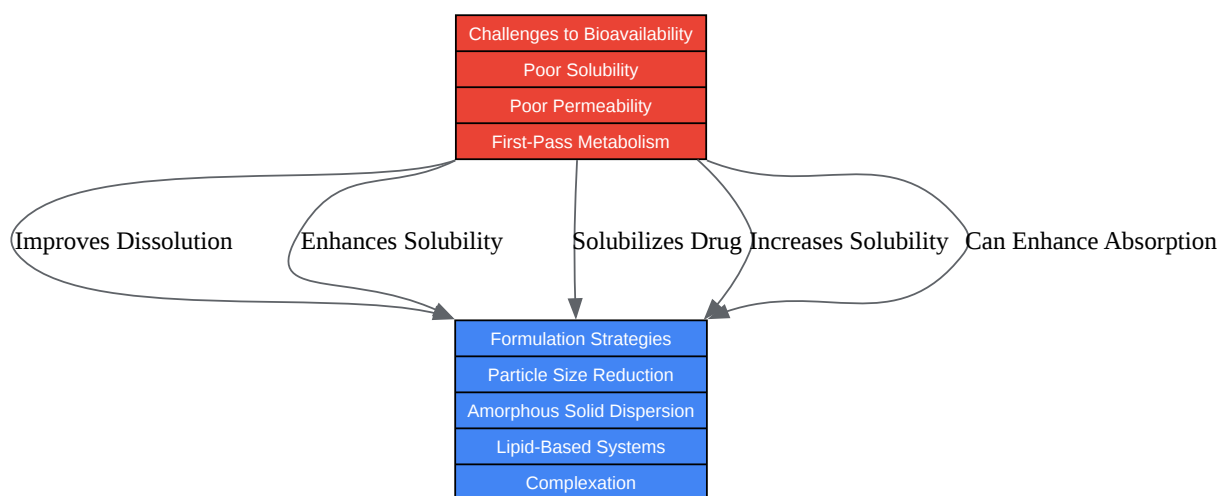 Challenges to Bioavailability
Poor Solubility
Poor Permeability
First-Pass Metabolism
Improves Dissolution
Enhances Solubility
Solubilizes Drug
Increases Solubility
Can Enhance Absorption
Formulation Strategies
Particle Size Reduction
Amorphous Solid Dispersion
Lipid-Based Systems
Complexation